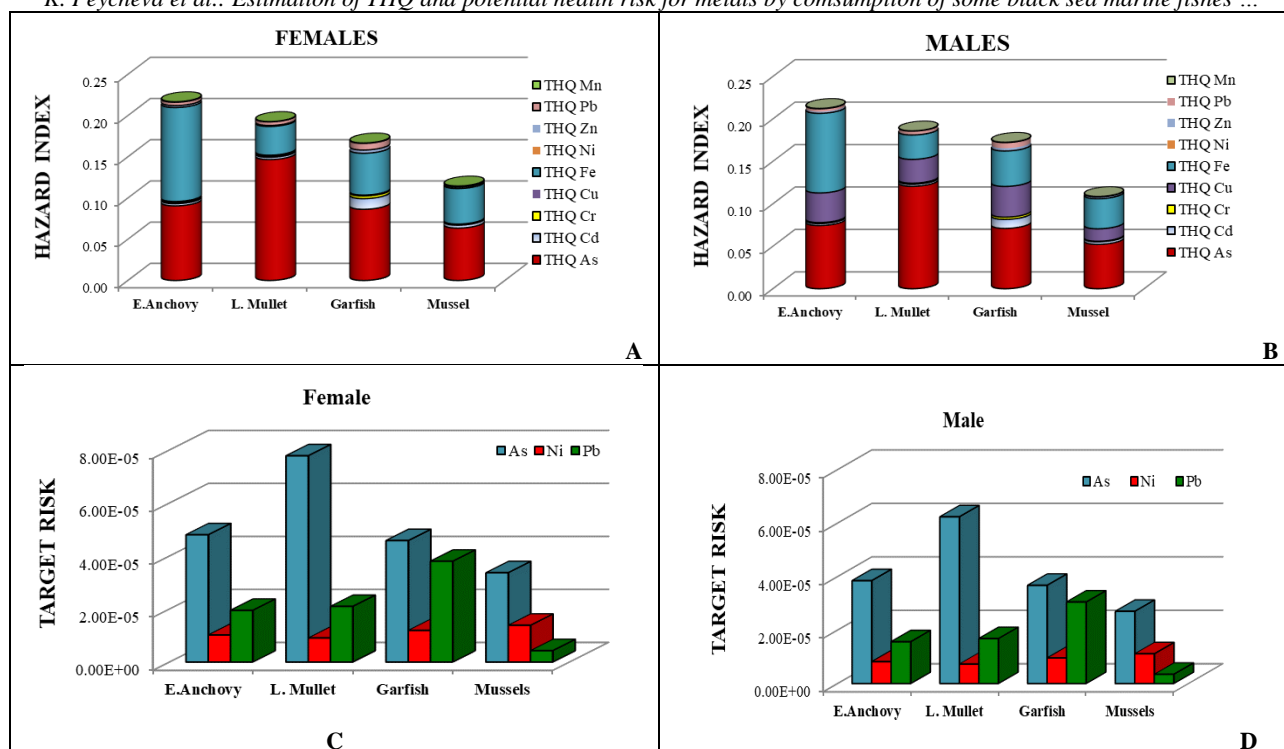 K. Peycheva et al.: Estimation of THQ and potential health risk for metals by comsumption of some black sea marine fishes ...
FEMALES
HAZARD INDEX
0.25
0.20
0.15
0.10
0.05
0.00
E.Anchovy L. Mullet Garfish Mussel
THQ Mn
THQ Pb
THQ Zn
THQ Ni
THQ Fe
THQ Cu
THQ Cr
THQ Cd
THQ As
A
MALES
HAZARD INDEX
0.25
0.20
0.15
0.10
0.05
0.00
E.Anchovy L. Mullet Garfish Mussel
THQ Mn
THQ Pb
THQ Zn
THQ Ni
THQ Fe
THQ Cu
THQ Cr
THQ Cd
THQ As
B
Female
As Ni Pb
TARGET RISK
8.00E-05
6.00E-05
4.00E-05
2.00E-05
0.00E+00
E.Anchovy L. Mullet Garfish Mussels
C
Male
As Ni Pb
TARGET RISK
8.00E-05
6.00E-05
4.00E-05
2.00E-05
0.00E+00
E.Anchovy L. Mullet Garfish Mussels
D